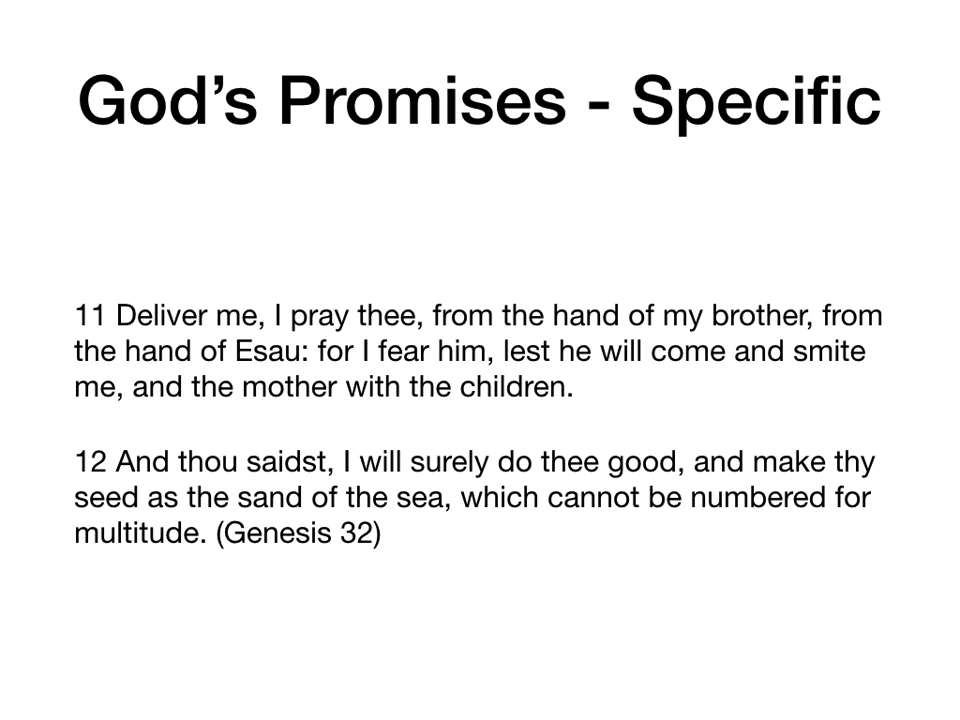 God’s Promises - Specific
11 Deliver me, I pray thee, from the hand of my brother, from
the hand of Esau: for I fear him, lest he will come and smite
me, and the mother with the children.
12 And thou saidst, I will surely do thee good, and make thy
seed as the sand of the sea, which cannot be numbered for
multitude. (Genesis 32)